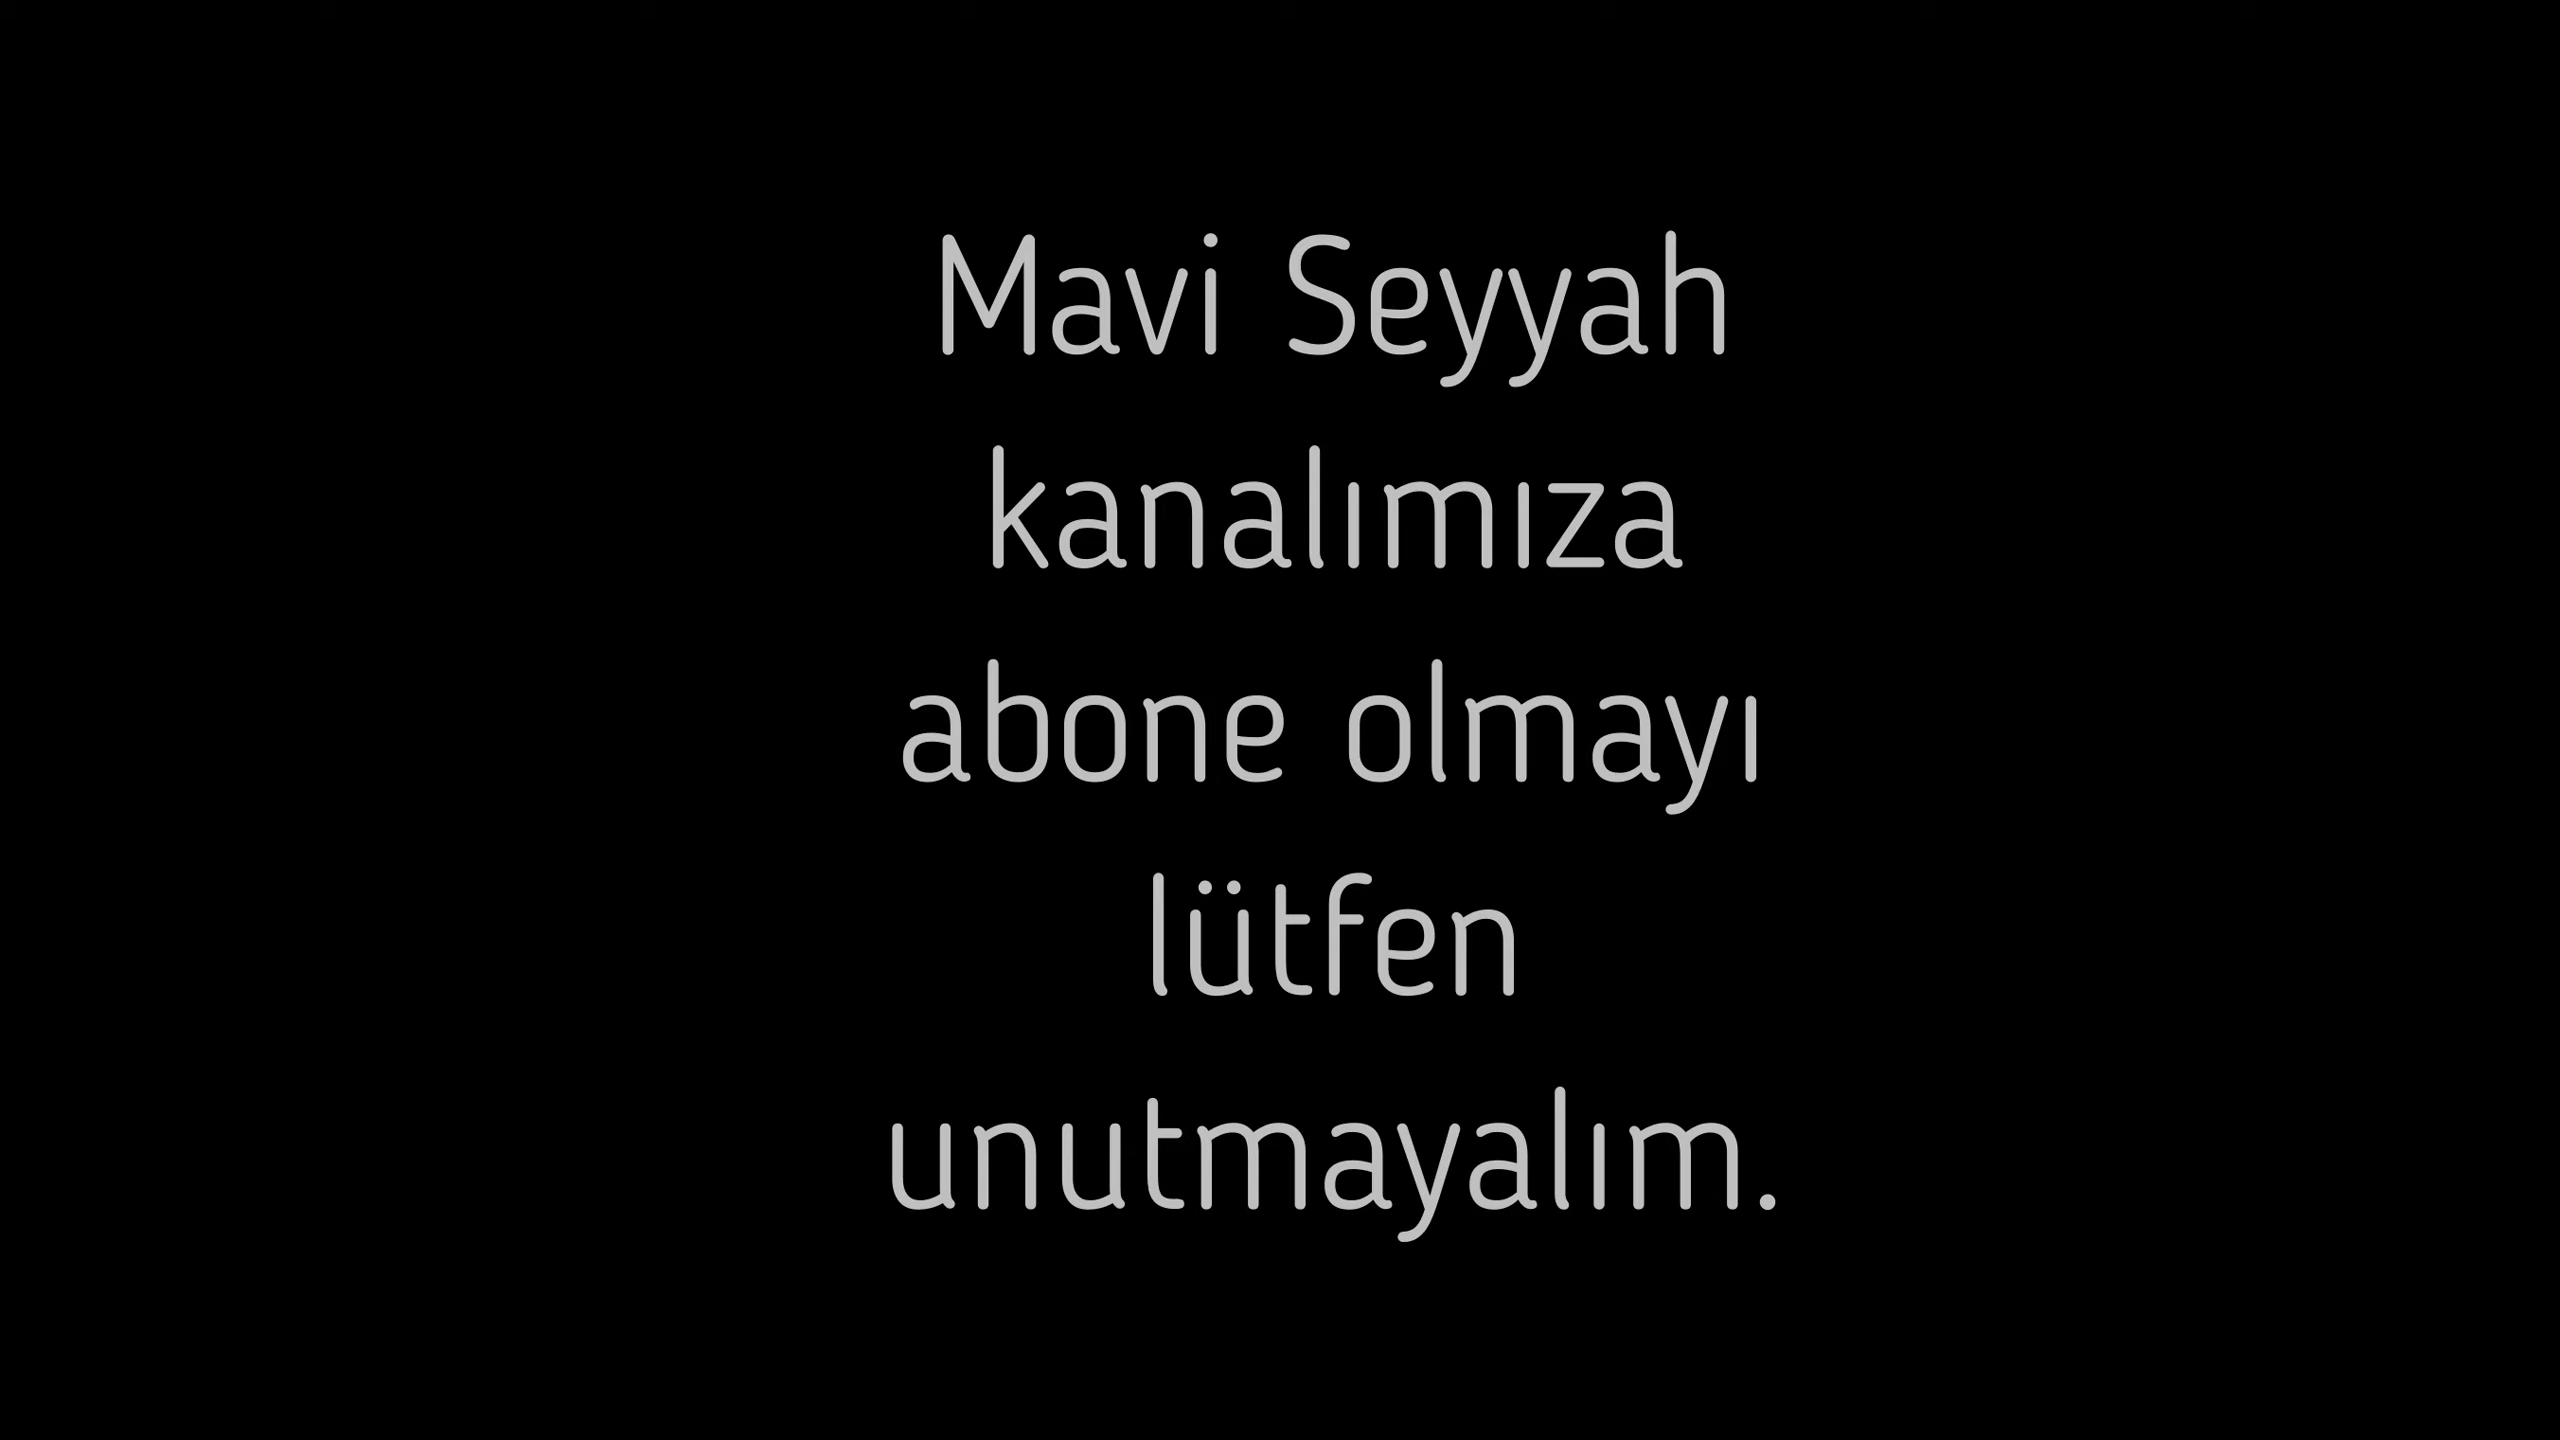 Mavi Seyyah
kanalımıza
abone olmayı
lütfen
unutmayalım.